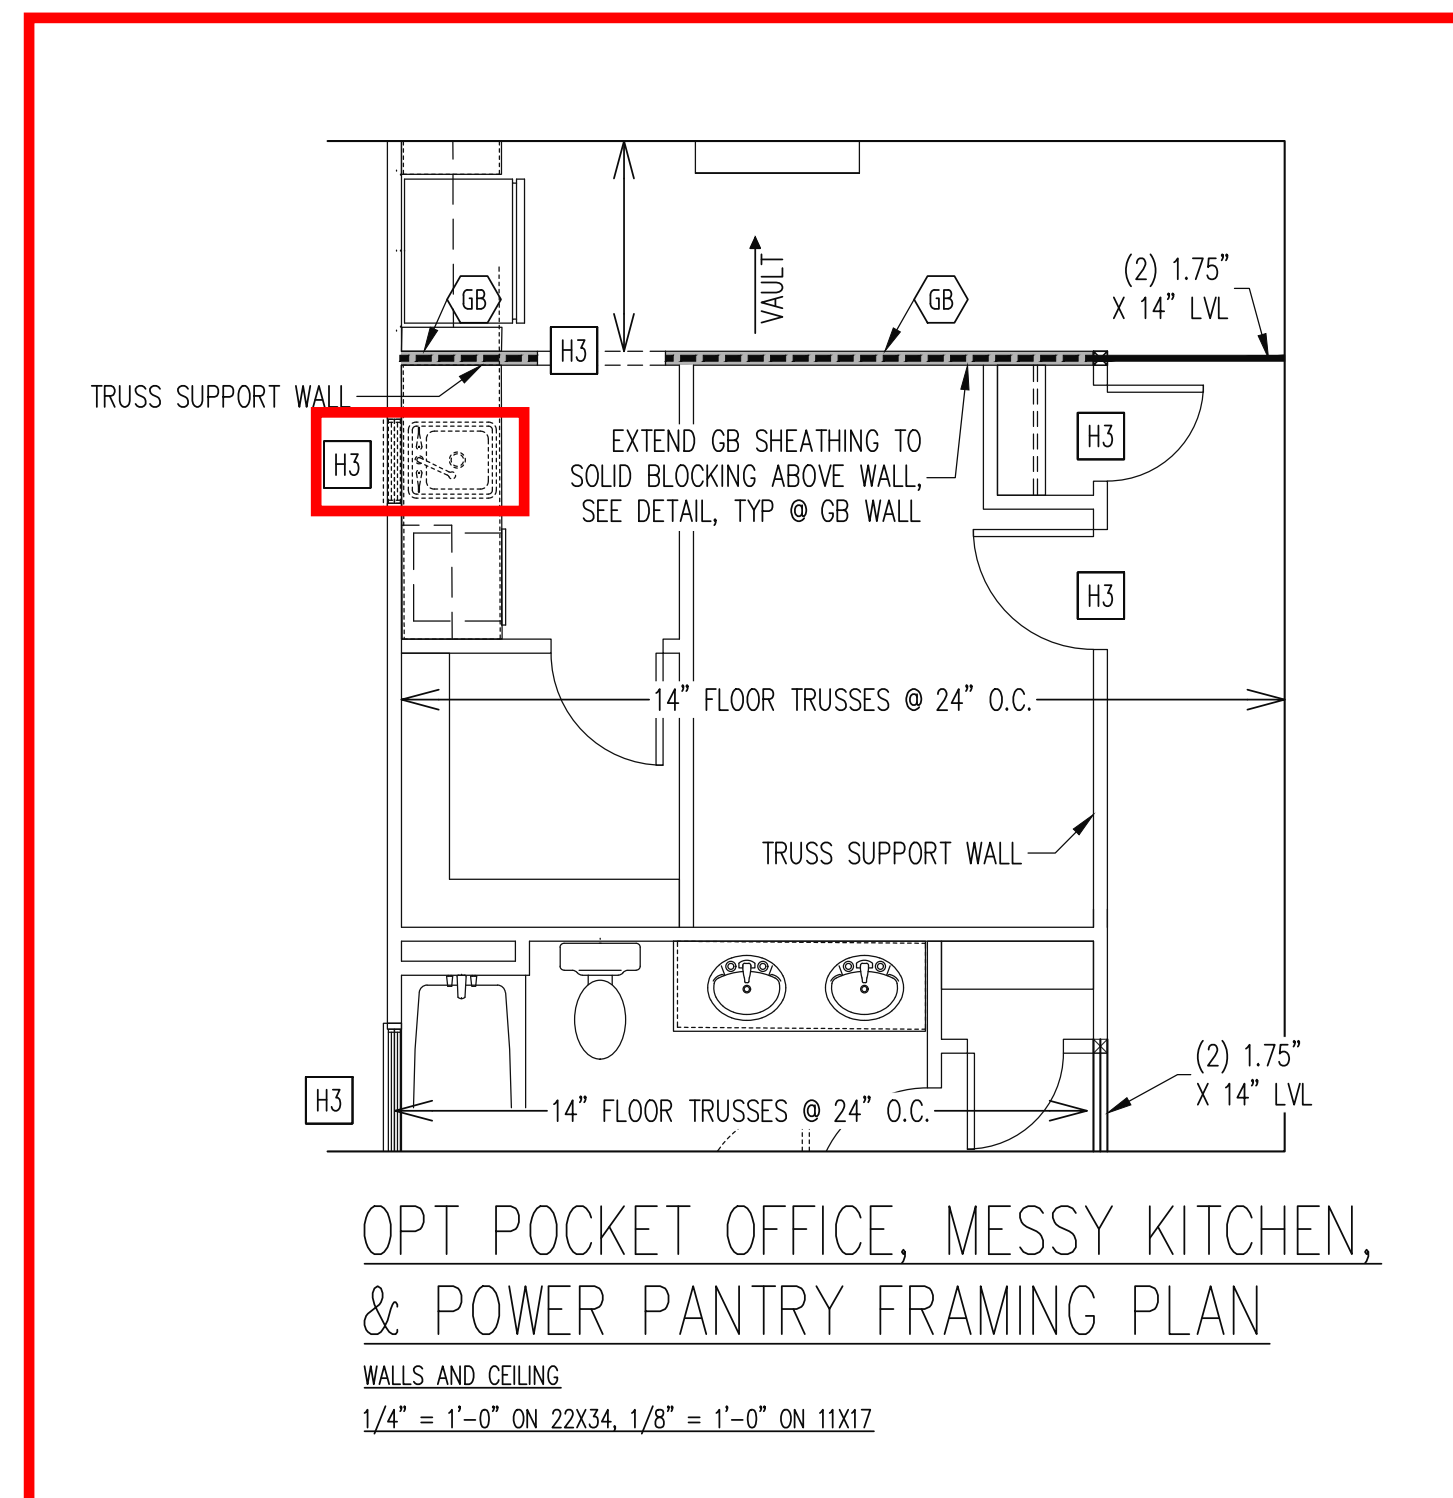 (2) 1.75”
X 14” LVL
VAULT
GB
GB
H3
TRUSS SUPPORT WALL
H3
EXTEND GB SHEATHING TO
SOLID BLOCKING ABOVE WALL,
SEE DETAIL, TYP @ GB WALL
H3
H3
14” FLOOR TRUSSES @ 24” O.C.
TRUSS SUPPORT WALL
(2) 1.75”
X 14” LVL
H3
14” FLOOR TRUSSES @ 24” O.C.
OPT POCKET OFFICE, MESSY KITCHEN,
& POWER PANTRY FRAMING PLAN
WALLS AND CEILING
1/4” = 1’-0” ON 22X34, 1/8” = 1’-0” ON 11X17